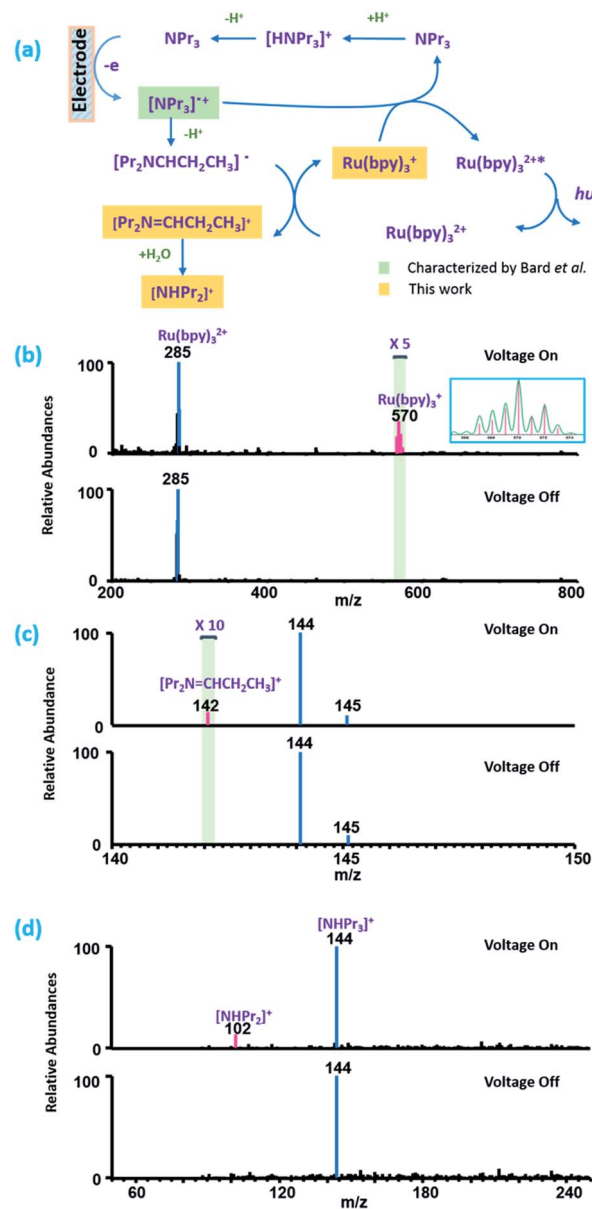 (a)
NPr3
-H+
[HNPr3]+
+H+
NPr3
Electrode
-e
[NPr3]•+
-H+
[Pr2NCHCH2CH3]•
Ru(bpy)3+
Ru(bpy)32+*
hυ
[Pr2N=CHCH2CH3]+
Ru(bpy)32+
+H2O
[NHPr2]+
Characterized by Bard et al.
This work
(b)
Ru(bpy)32+
285
X 5
Voltage On
Ru(bpy)3+
570
100
0
Relative Abundances
285
Voltage Off
100
0
200 400 600 800
m/z
(c)
X 10
144
Voltage On
100
[Pr2N=CHCH2CH3]+
142
145
0
Relative Abundance
144
Voltage Off
100
145
0
140 145 150
m/z
(d)
[NHPr3]+
144
Voltage On
100
[NHPr2]+
102
0
Relative Abundances
144
Voltage Off
100
0
60 120 180 240
m/z